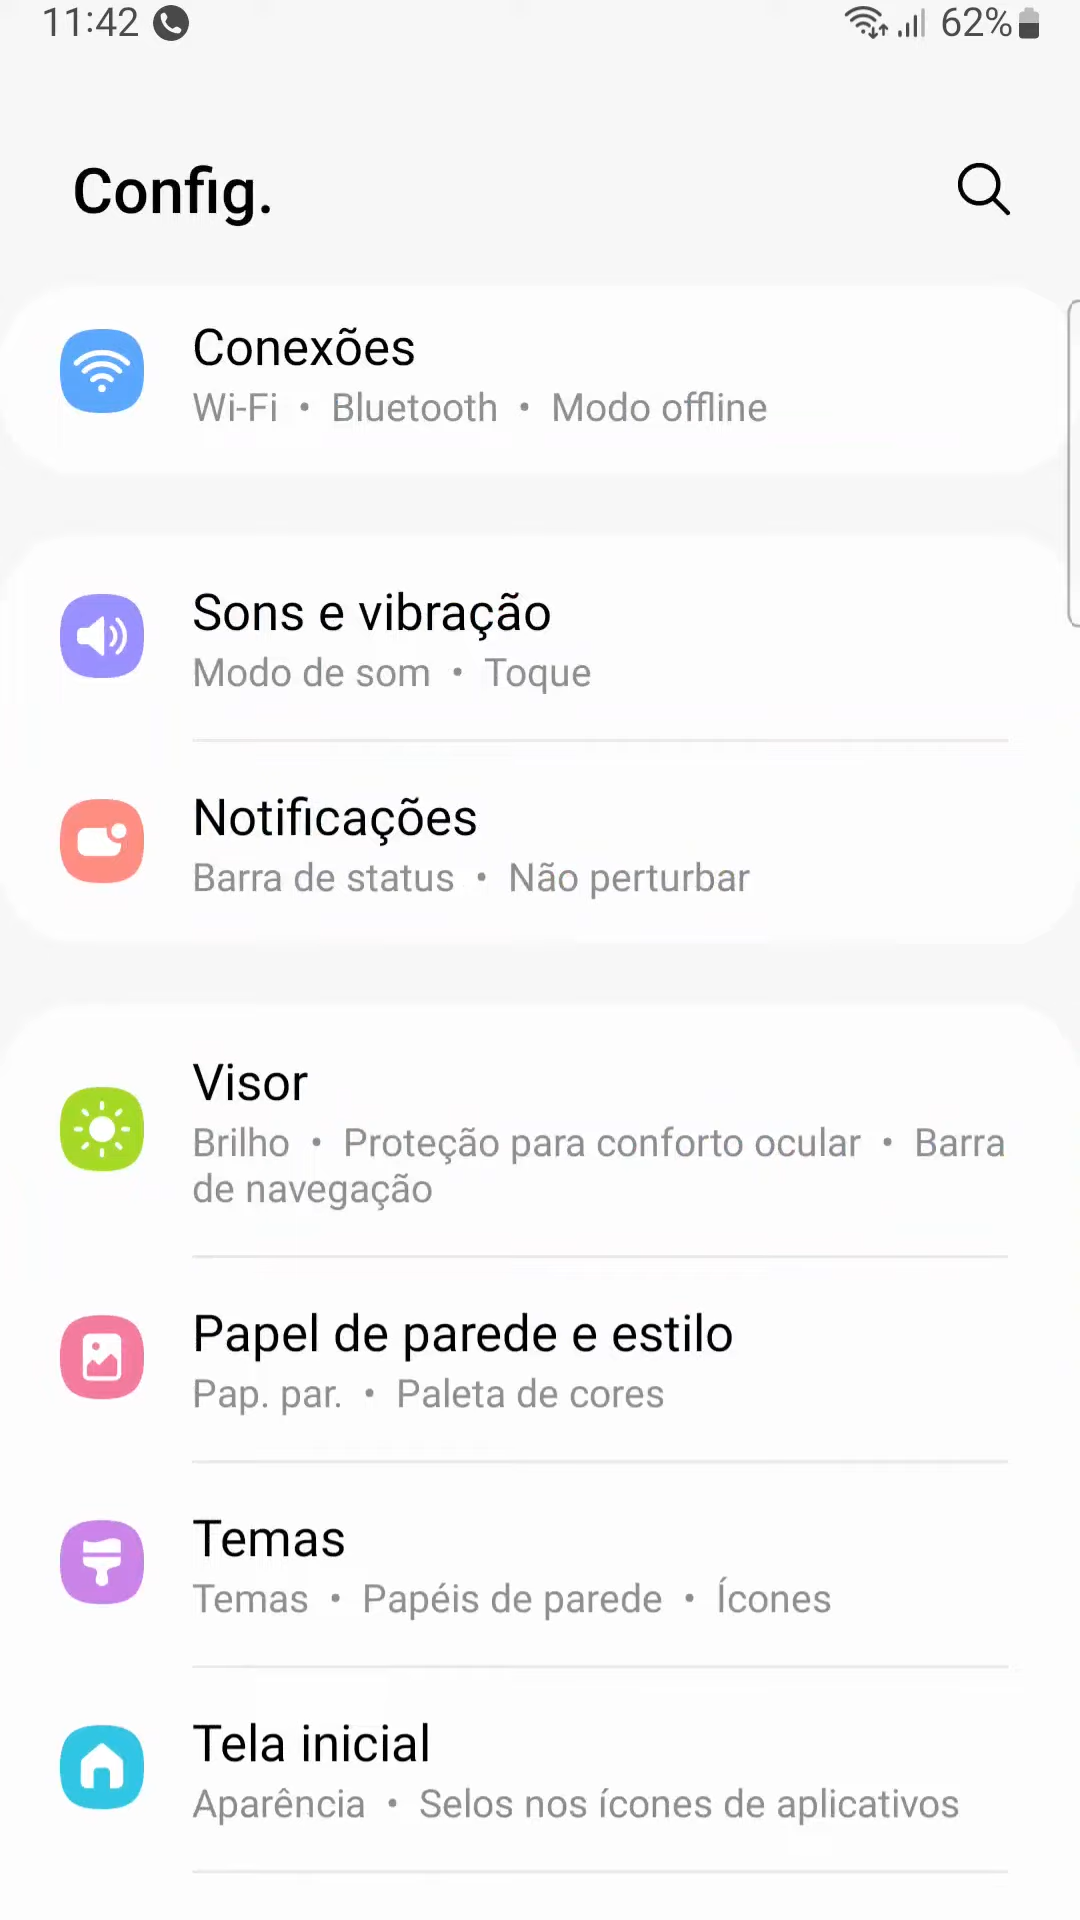 11:42 62%
Config.
Conexões
Wi-Fi • Bluetooth • Modo offline
Sons e vibração
Modo de som • Toque
Notificações
Barra de status • Não perturbar
Visor
Brilho • Proteção para conforto ocular • Barra
de navegação
Papel de parede e estilo
Pap. par. • Paleta de cores
Temas
Temas • Papéis de parede • Ícones
Tela inicial
Aparência • Selos nos ícones de aplicativos